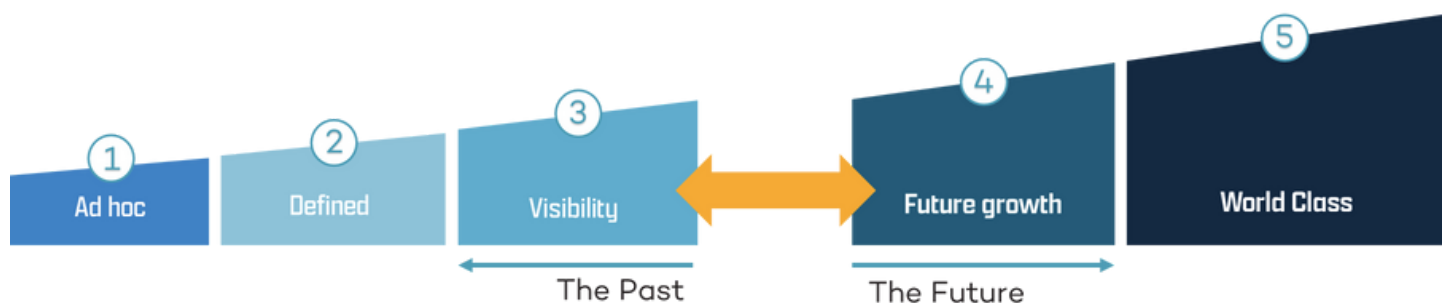 1
Ad hoc
2
Defined
3
Visibility
4
Future growth
5
World Class
The Past
The Future